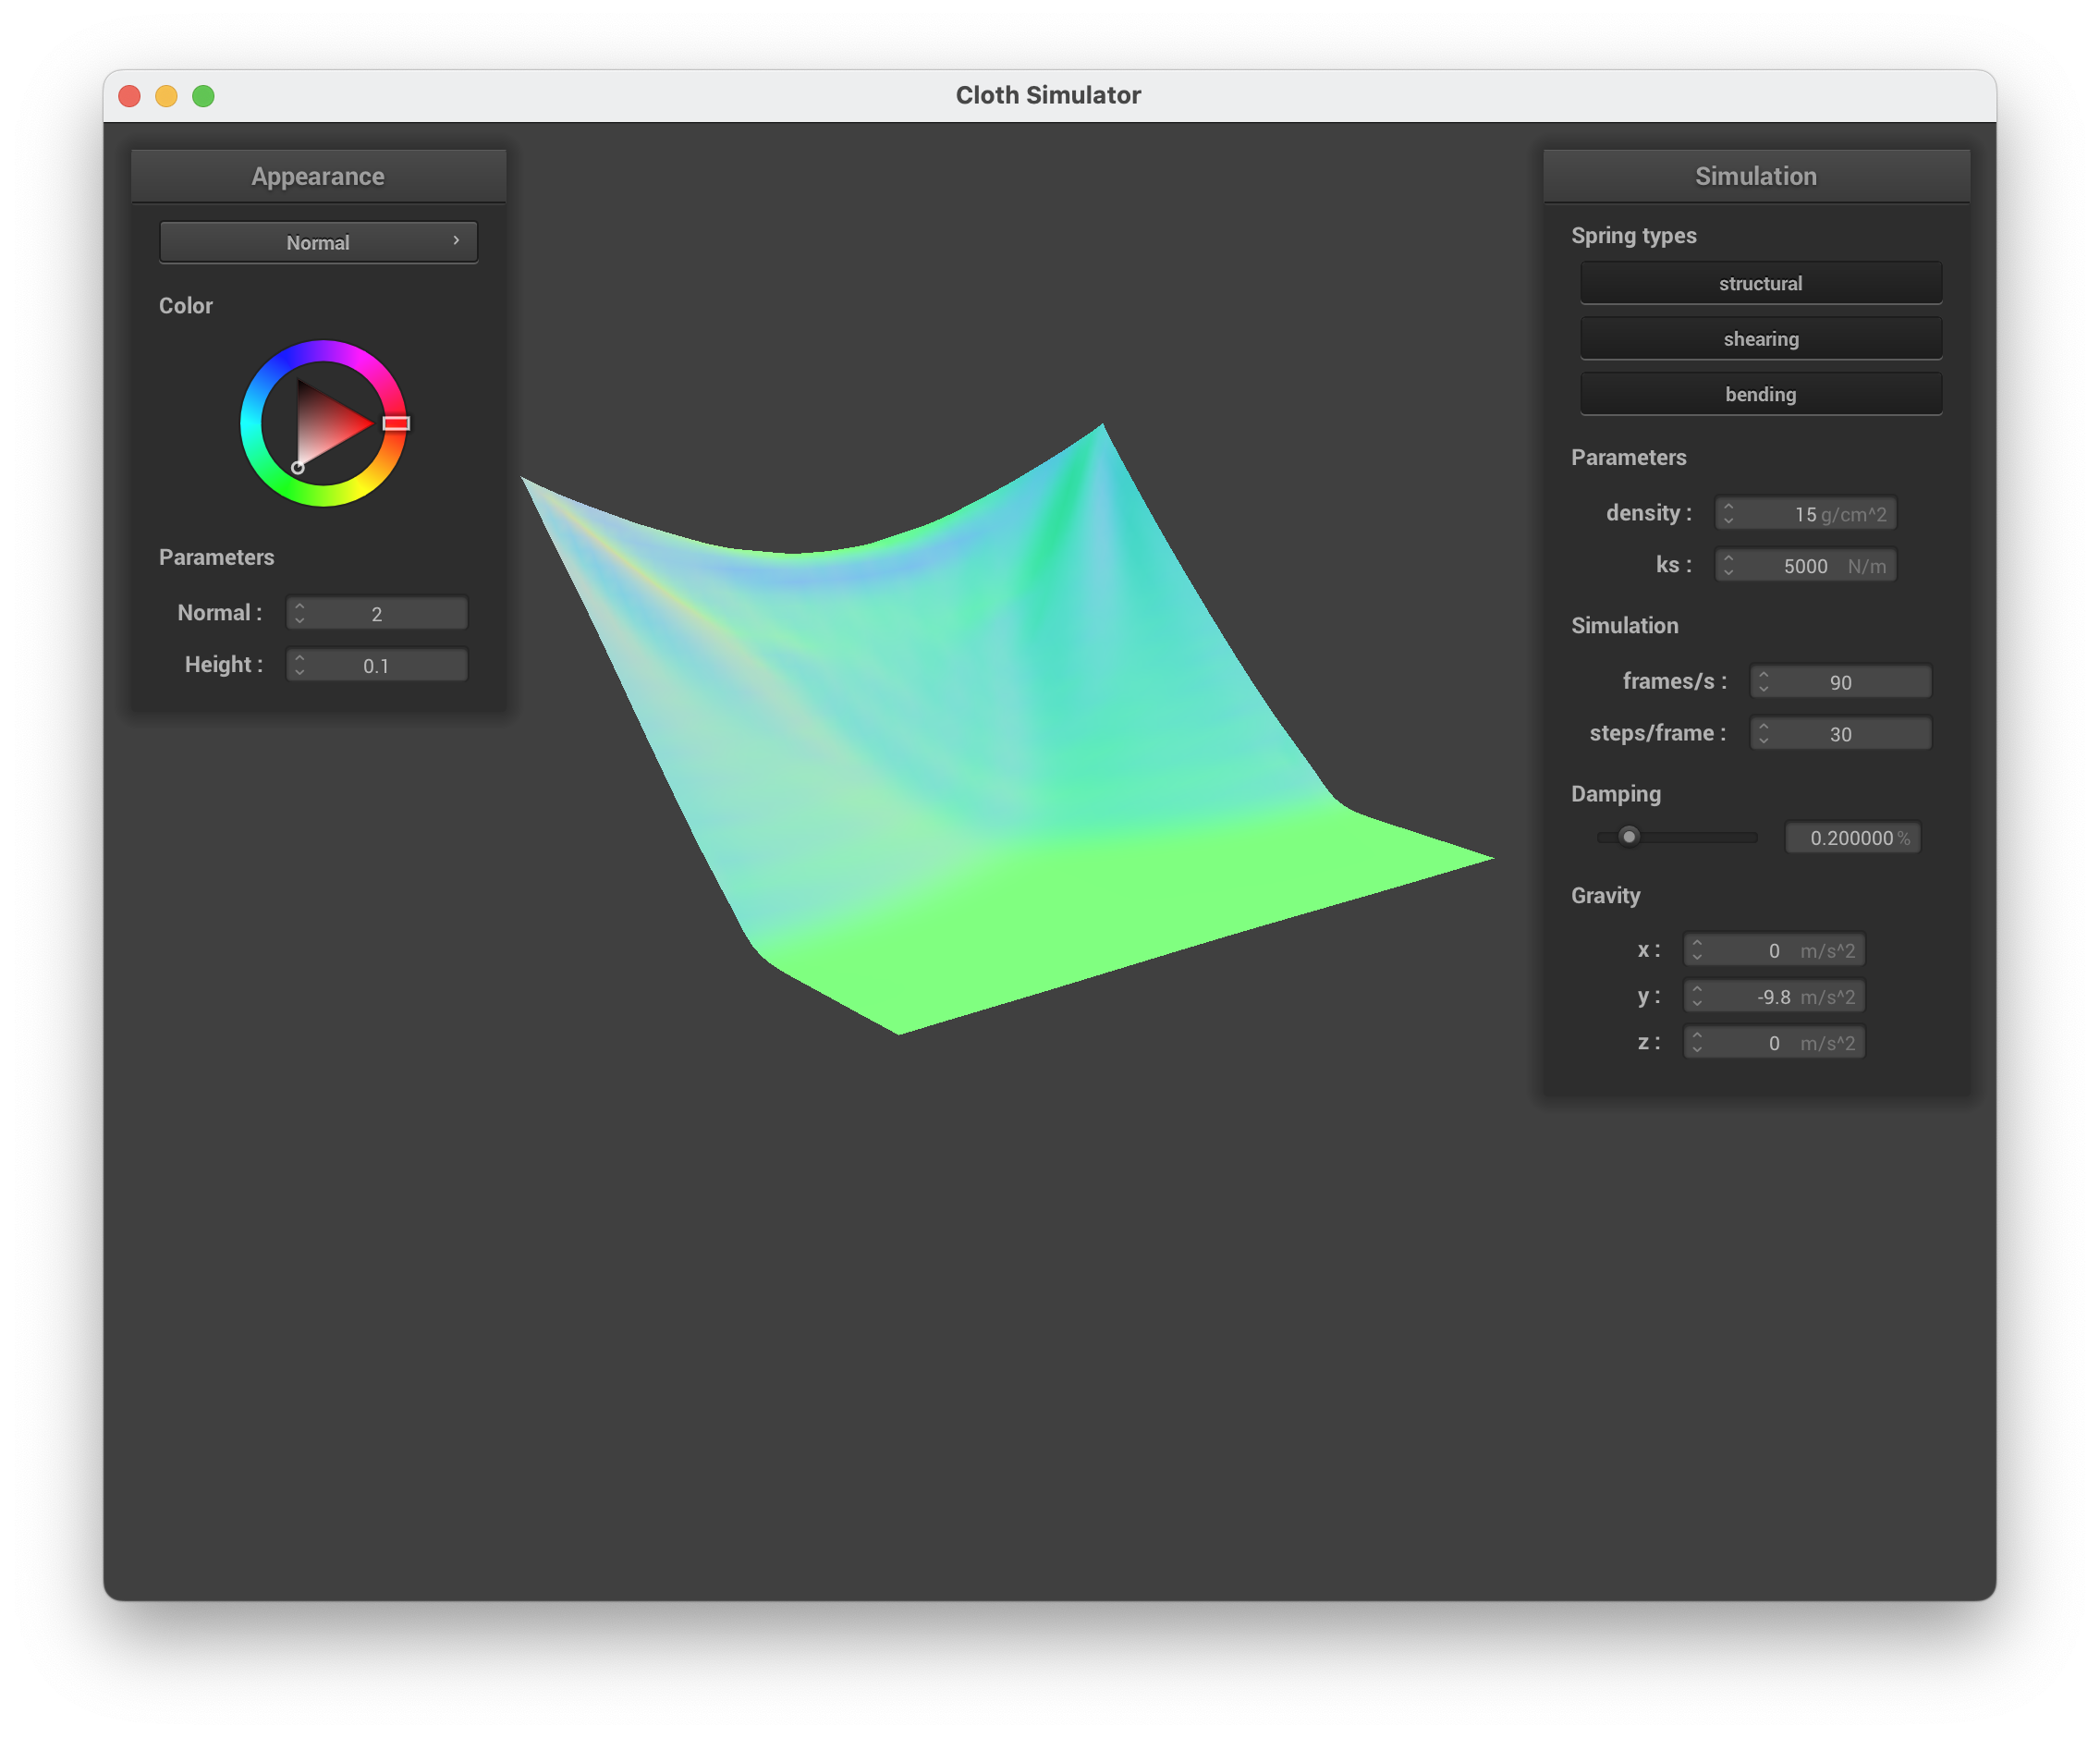 Cloth Simulator
Appearance
Normal
Color
Parameters
Normal : 2
Height : 0.1
Simulation
Spring types
structural
shearing
bending
Parameters
density : 15 g/cm^2
ks : 5000 N/m
Simulation
frames/s : 90
steps/frame : 30
Damping
0.200000 %
Gravity
x : 0 m/s^2
y : -9.8 m/s^2
z : 0 m/s^2